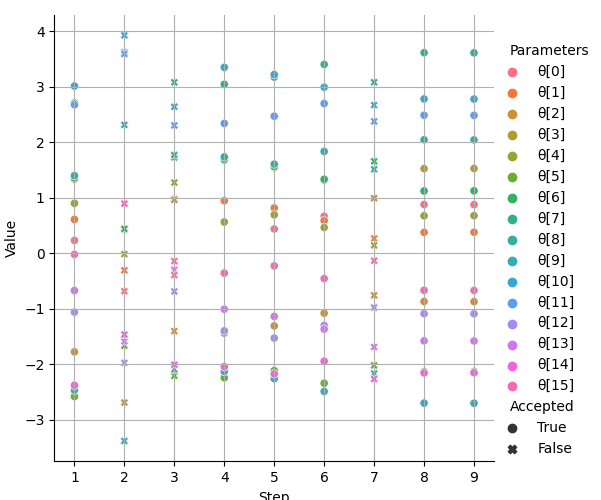 4
3
2
1
0
−1
−2
−3
Value
1 2 3 4 5 6 7 8 9
Step
Parameters
θ[0]
θ[1]
θ[2]
θ[3]
θ[4]
θ[5]
θ[6]
θ[7]
θ[8]
θ[9]
θ[10]
θ[11]
θ[12]
θ[13]
θ[14]
θ[15]
Accepted
True
False